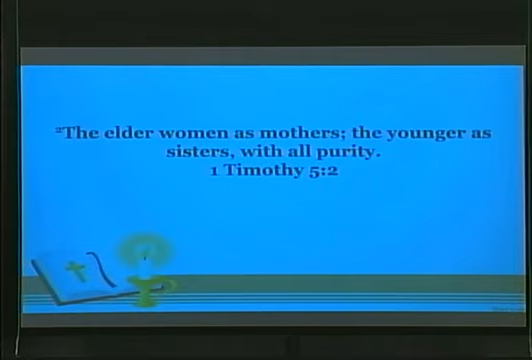 ²The elder women as mothers; the younger as
sisters, with all purity.
1 Timothy 5:2